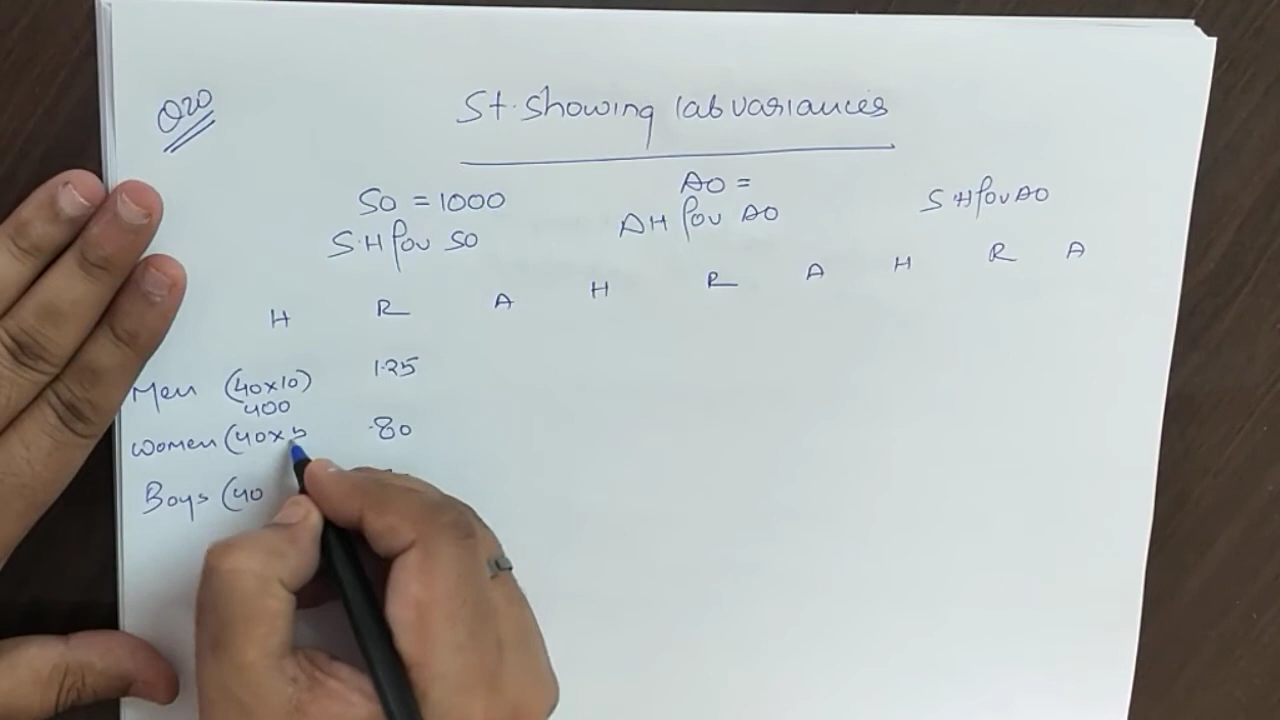 Q20
St. Showing lab variances
SO = 1000
AO =
S.H for SO
AH for AO
S.H for AO
H R A H R A H R A
Men (40x10) 1.25
400
Women (40x5 .80
Boys (40